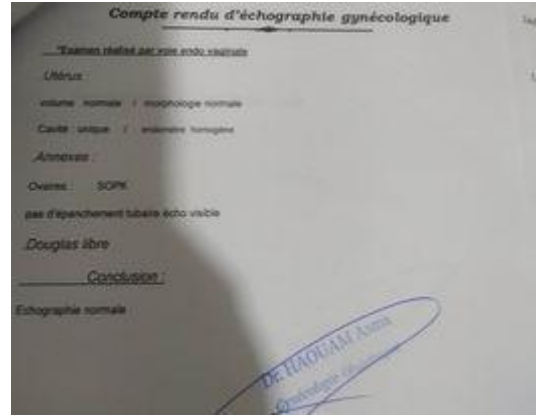 Compte rendu d'échographie gynécologique
*Examen réalisé par voie endo vaginale
Utérus
volume normale / morphologie normale
Cavité unique / endomètre homogène
Annexes :
Ovaires : SOPK
pas d'épanchement tubaire écho visible
Douglas libre
Conclusion :
Echographie normale
Dr. HAOUAM Asma